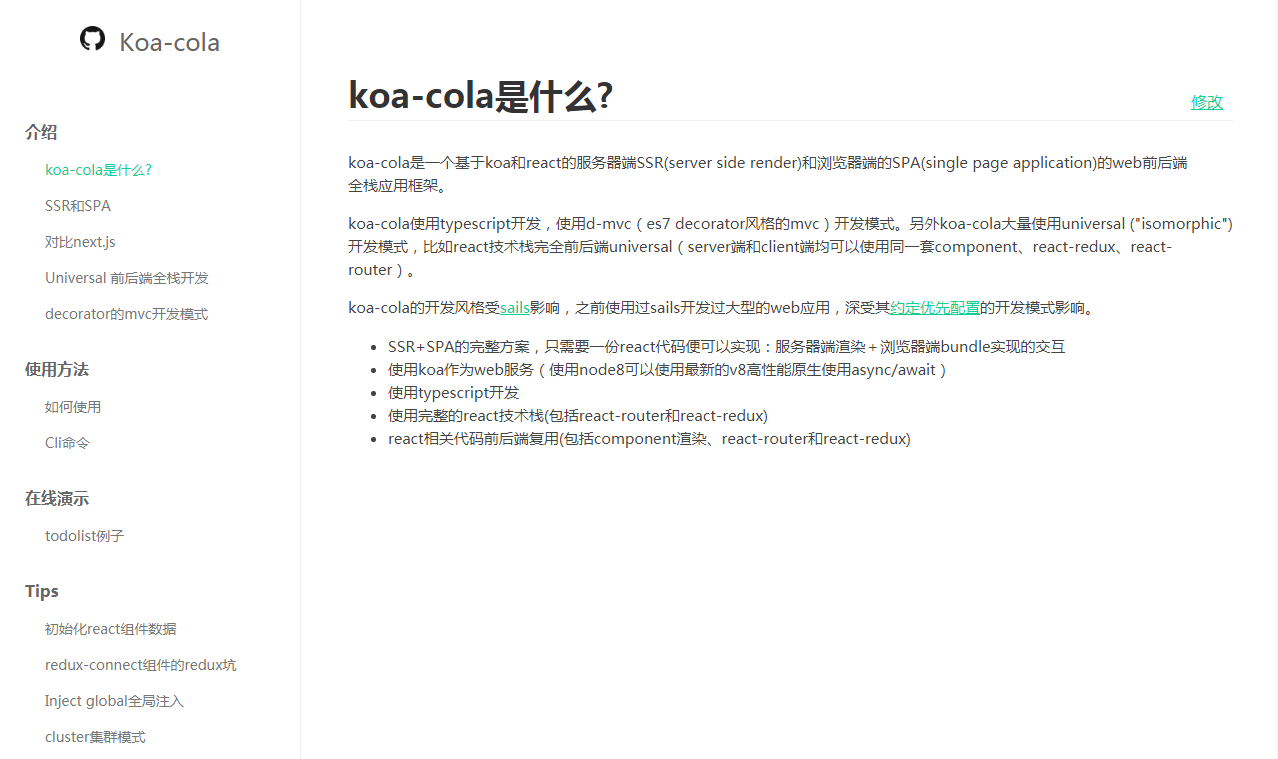 Koa-cola
介绍
koa-cola是什么?
SSR和SPA
对比next.js
Universal 前后端全栈开发
decorator的mvc开发模式
使用方法
如何使用
Cli命令
在线演示
todolist例子
Tips
初始化react组件数据
redux-connect组件的redux坑
Inject global全局注入
cluster集群模式
koa-cola是什么?
修改
koa-cola是一个基于koa和react的服务器端SSR(server side render)和浏览器端的SPA(single page application)的web前后端
全栈应用框架。
koa-cola使用typescript开发，使用d-mvc（es7 decorator风格的mvc）开发模式。另外koa-cola大量使用universal ("isomorphic")
开发模式，比如react技术栈完全前后端universal（server端和client端均可以使用同一套component、react-redux、react-
router）。
koa-cola的开发风格受sails影响，之前使用过sails开发过大型的web应用，深受其约定优先配置的开发模式影响。
• SSR+SPA的完整方案，只需要一份react代码便可以实现：服务器端渲染＋浏览器端bundle实现的交互
• 使用koa作为web服务（使用node8可以使用最新的v8高性能原生使用async/await）
• 使用typescript开发
• 使用完整的react技术栈(包括react-router和react-redux)
• react相关代码前后端复用(包括component渲染、react-router和react-redux)